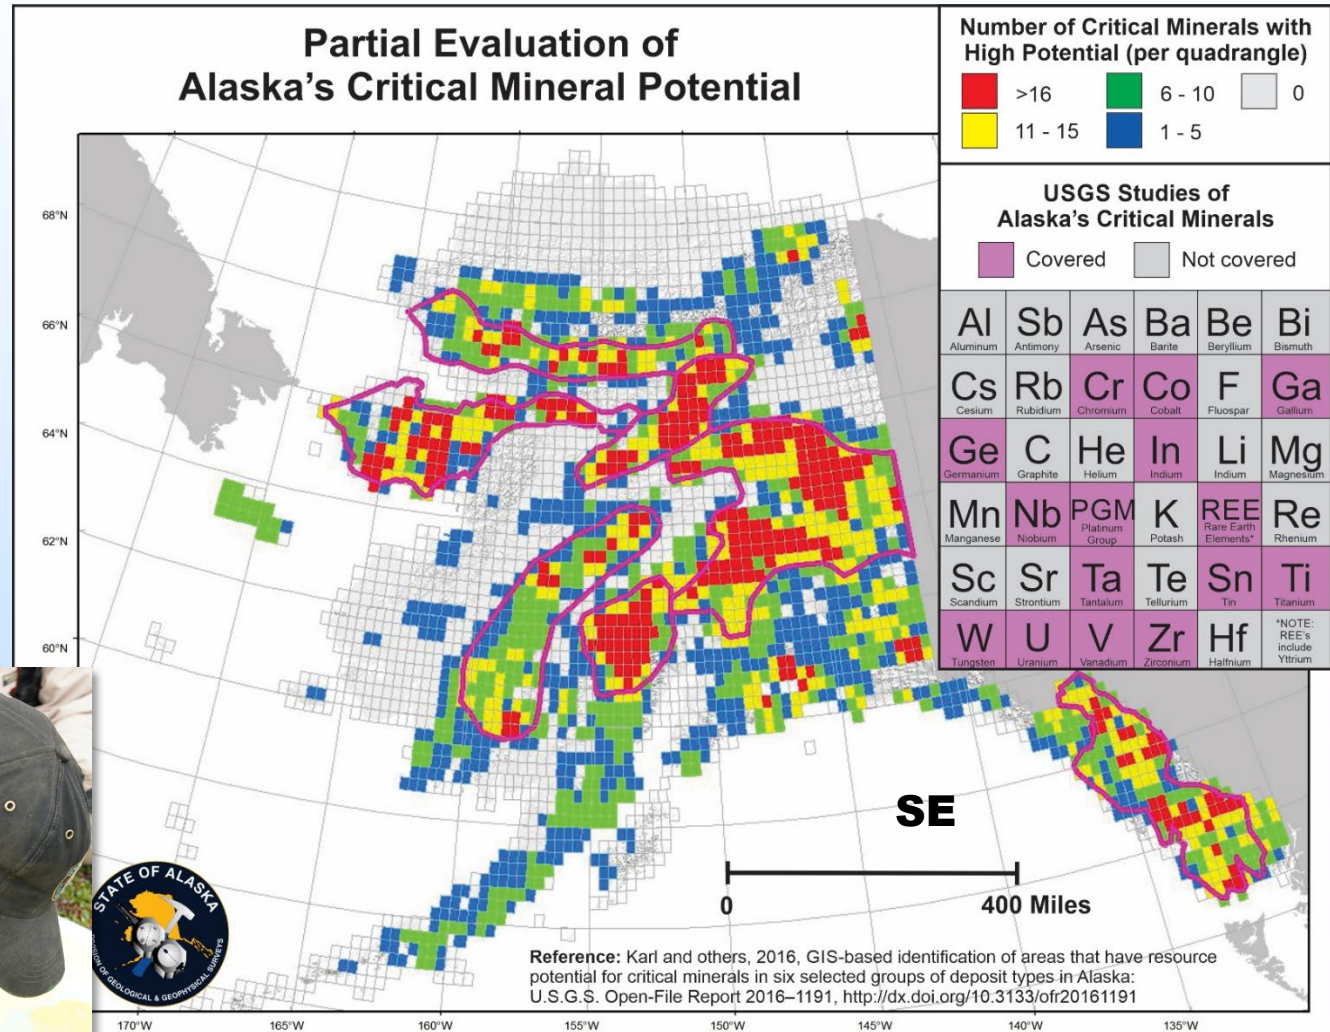 Partial Evaluation of
Alaska's Critical Mineral Potential
Number of Critical Minerals with
High Potential (per quadrangle)
>16
6 - 10
0
11 - 15
1 - 5
USGS Studies of
Alaska's Critical Minerals
Covered
Not covered
Al Sb As Ba Be Bi
Aluminum Antimony Arsenic Barite Beryllium Bismuth
Cs Rb Cr Co F Ga
Cesium Rubidium Chromium Cobalt Fluospar Gallium
Ge C He In Li Mg
Germanium Graphite Helium Indium Indium Magnesium
Mn Nb PGM K REE Re
Manganese Niobium Platinum Group Potash Rare Earth Elements* Rhenium
Sc Sr Ta Te Sn Ti
Scandium Strontium Tantalum Tellurium Tin Titanium
W U V Zr Hf
Tungsten Uranium Vanadium Zirconium Halfnium
*NOTE:
REE's
include
Yttrium
68°N
66°N
64°N
62°N
60°N
SE
0
400 Miles
Reference: Karl and others, 2016, GIS-based identification of areas that have resource
potential for critical minerals in six selected groups of deposit types in Alaska:
U.S.G.S. Open-File Report 2016–1191, http://dx.doi.org/10.3133/ofr20161191
STATE OF ALASKA
DIVISION OF GEOLOGICAL & GEOPHYSICAL SURVEYS
170°W
165°W
160°W
155°W
150°W
145°W
140°W
135°W